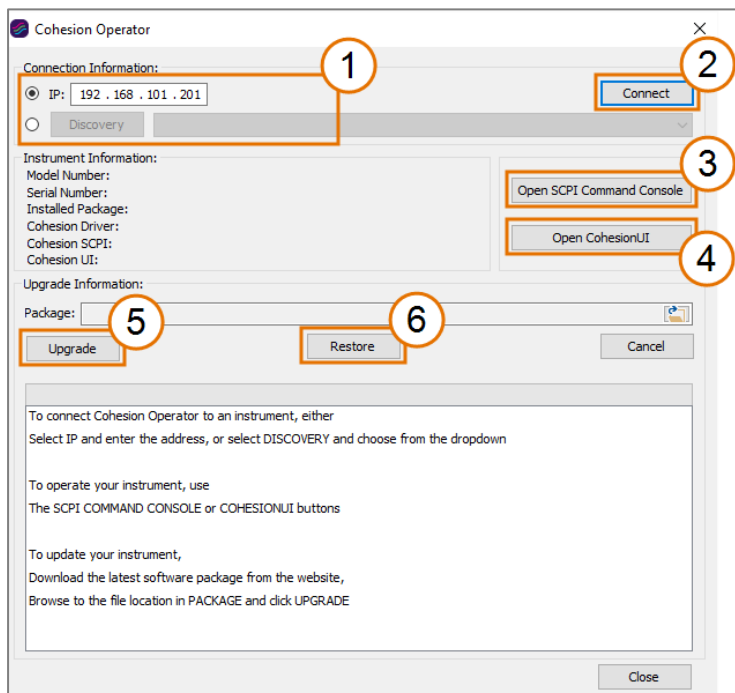 Cohesion Operator
1
2
Connection Information:
IP: 192 . 168 . 101 . 201
Connect
Discovery
Instrument Information:
3
Model Number:
Serial Number:
Open SCPI Command Console
Installed Package:
Cohesion Driver:
Open CohesionUI
Cohesion SCPI:
4
Cohesion UI:
Upgrade Information:
5
6
Package:
Upgrade
Restore
Cancel
To connect Cohesion Operator to an instrument, either
Select IP and enter the address, or select DISCOVERY and choose from the dropdown
To operate your instrument, use
The SCPI COMMAND CONSOLE or COHESIONUI buttons
To update your instrument,
Download the latest software package from the website,
Browse to the file location in PACKAGE and click UPGRADE
Close